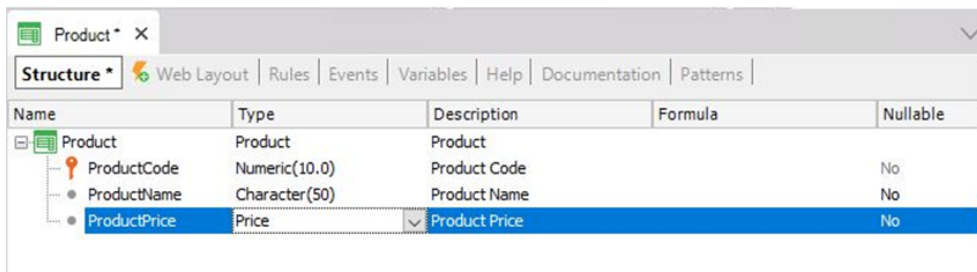 Product *
Structure * Web Layout Rules Events Variables Help Documentation Patterns
Name Type Description Formula Nullable
Product Product Product
ProductCode Numeric(10.0) Product Code No
ProductName Character(50) Product Name No
ProductPrice Price Product Price No